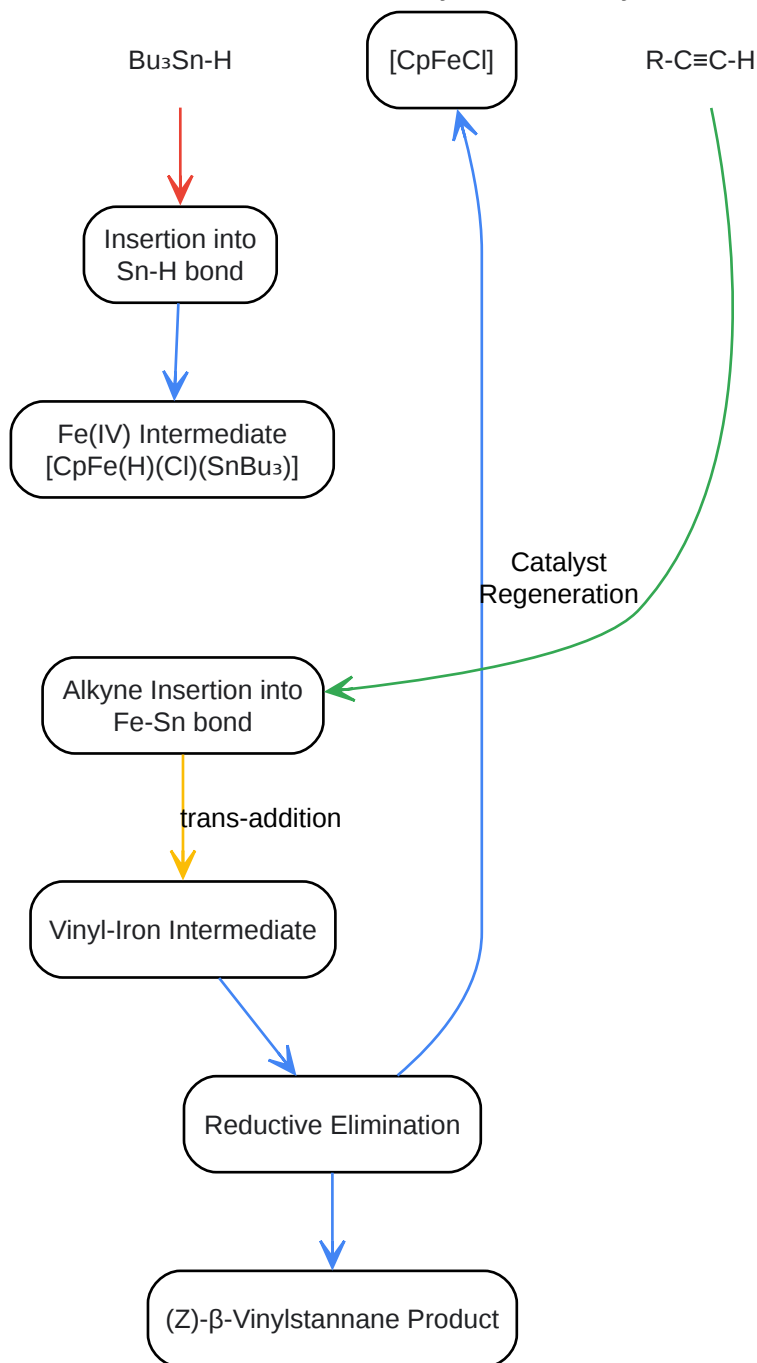 Bu₃Sn-H
[CpFeCl]
R-C≡C-H
Insertion into
Sn-H bond
Fe(IV) Intermediate
[CpFe(H)(Cl)(SnBu₃)]
Catalyst
Regeneration
Alkyne Insertion into
Fe-Sn bond
trans-addition
Vinyl-Iron Intermediate
Reductive Elimination
(Z)-β-Vinylstannane Product